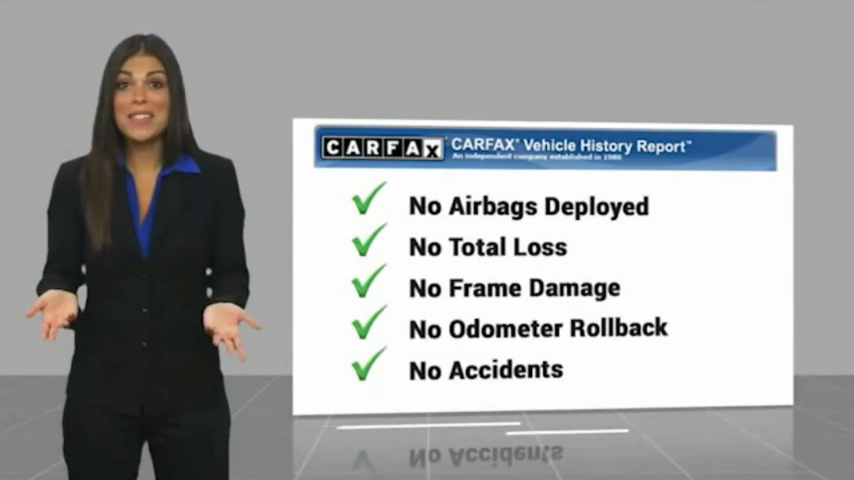 CARFAX CARFAX® Vehicle History Report™
An independent company established in 1986
No Airbags Deployed
No Total Loss
No Frame Damage
No Odometer Rollback
No Accidents
No Accidents